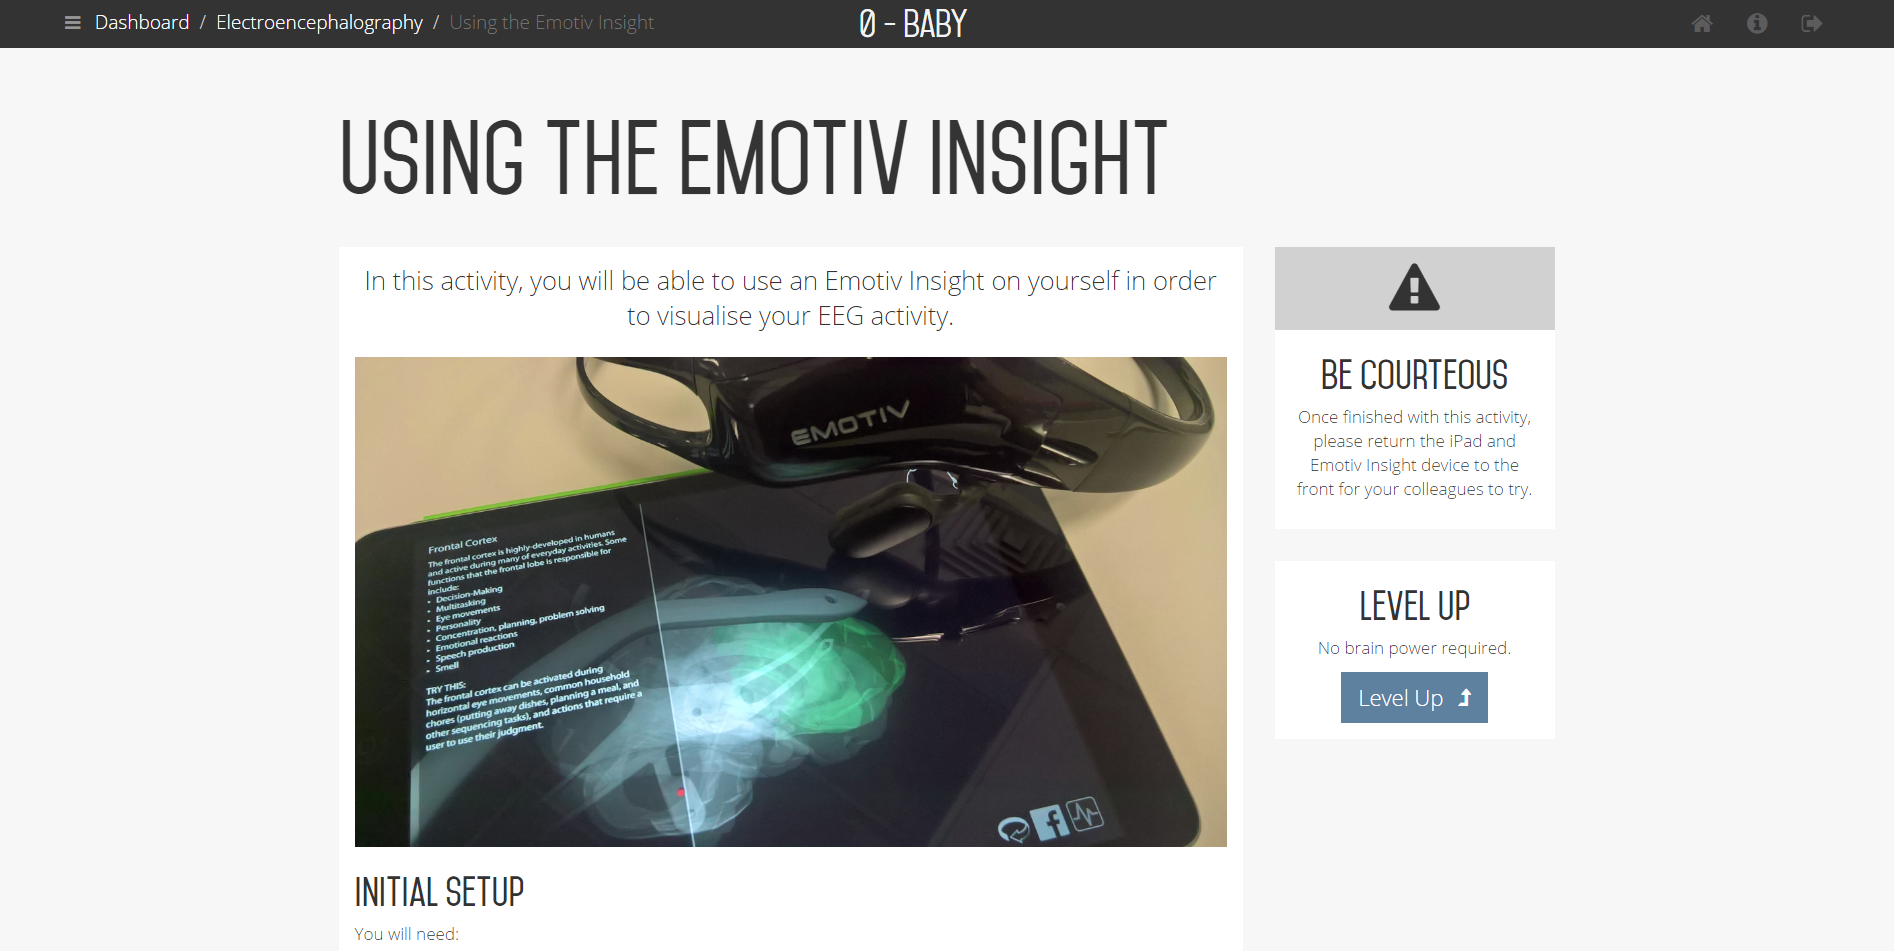 Dashboard / Electroencephalography / Using the Emotiv Insight
0 - BABY
USING THE EMOTIV INSIGHT
In this activity, you will be able to use an Emotiv Insight on yourself in order
to visualise your EEG activity.
EMOTIV
Frontal Cortex
The frontal cortex is highly-developed in humans
and active during many of everyday activities. Some
functions that the frontal lobe is responsible for
include:
• Decision-Making
• Multitasking
• Eye movements
• Personality
• Concentration, planning, problem solving
• Emotional reactions
• Speech production
• Smell
TRY THIS:
The frontal cortex can be activated during
horizontal eye movements, common household
chores (putting away dishes, planning a meal, and
other sequencing tasks), and actions that require a
user to use their judgment.
f
INITIAL SETUP
You will need:
BE COURTEOUS
Once finished with this activity,
please return the iPad and
Emotiv Insight device to the
front for your colleagues to try.
LEVEL UP
No brain power required.
Level Up